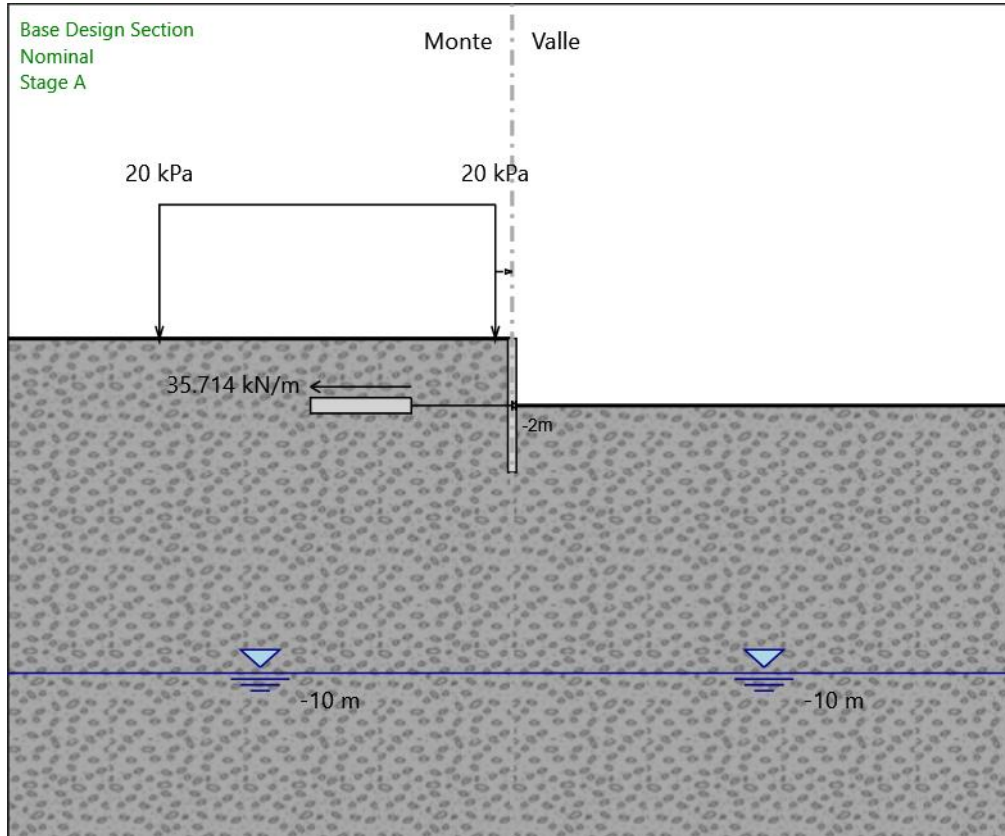 Base Design Section
Nominal
Stage A
Monte Valle
20 kPa 20 kPa
35.714 kN/m
-2m
-10 m -10 m